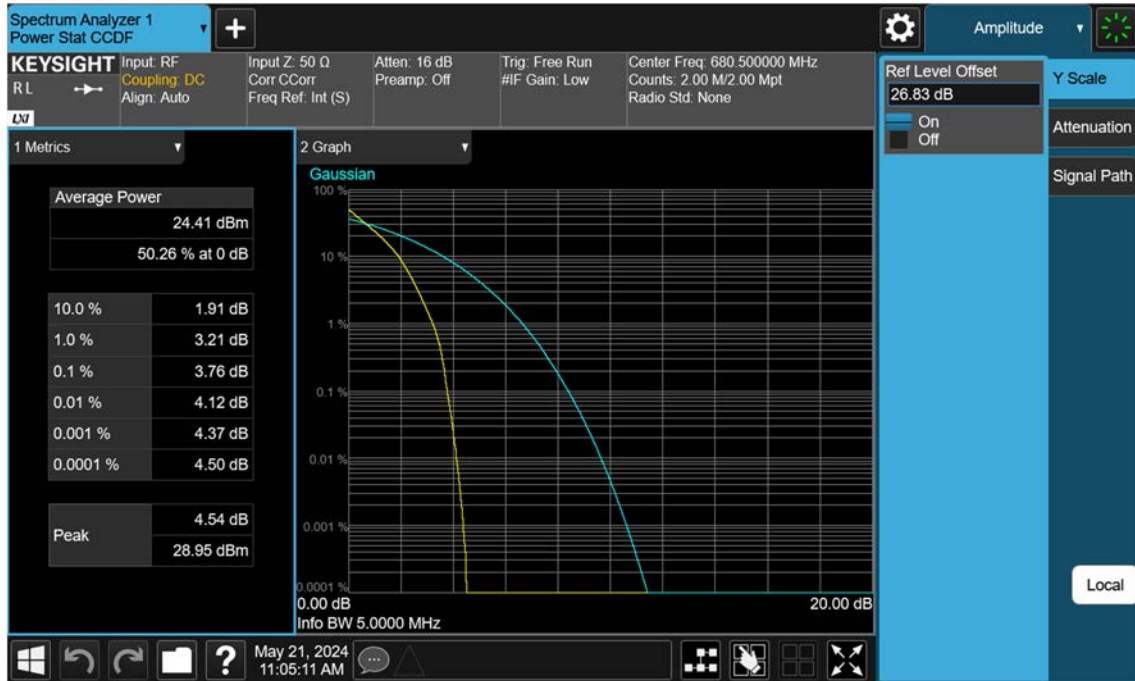 Spectrum Analyzer 1
Power Stat CCDF
+
Amplitude
KEYSIGHT
R L
LXI
Input: RF
Coupling: DC
Align: Auto
Input Z: 50 Ω
Corr CCorr
Freq Ref: Int (S)
Atten: 16 dB
Preamp: Off
Trig: Free Run
#IF Gain: Low
Center Freq: 680.500000 MHz
Counts: 2.00 M/2.00 Mpt
Radio Std: None
Ref Level Offset
26.83 dB
On
Off
Y Scale
Attenuation
Signal Path
1 Metrics
Average Power
24.41 dBm
50.26 % at 0 dB
10.0 % 1.91 dB
1.0 % 3.21 dB
0.1 % 3.76 dB
0.01 % 4.12 dB
0.001 % 4.37 dB
0.0001 % 4.50 dB
Peak
4.54 dB
28.95 dBm
2 Graph
Gaussian
100 %
10 %
1 %
0.1 %
0.01 %
0.001 %
0.0001 %
0.00 dB 20.00 dB
Info BW 5.0000 MHz
Local
?
May 21, 2024
11:05:11 AM